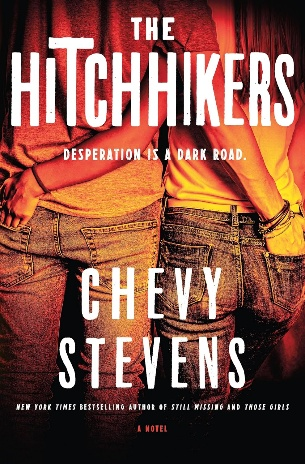 THE
HITCHHIKERS
DESPERATION IS A DARK ROAD.
CHEVY
STEVENS
NEW YORK TIMES BESTSELLING AUTHOR OF STILL MISSING AND THOSE GIRLS
A NOVEL